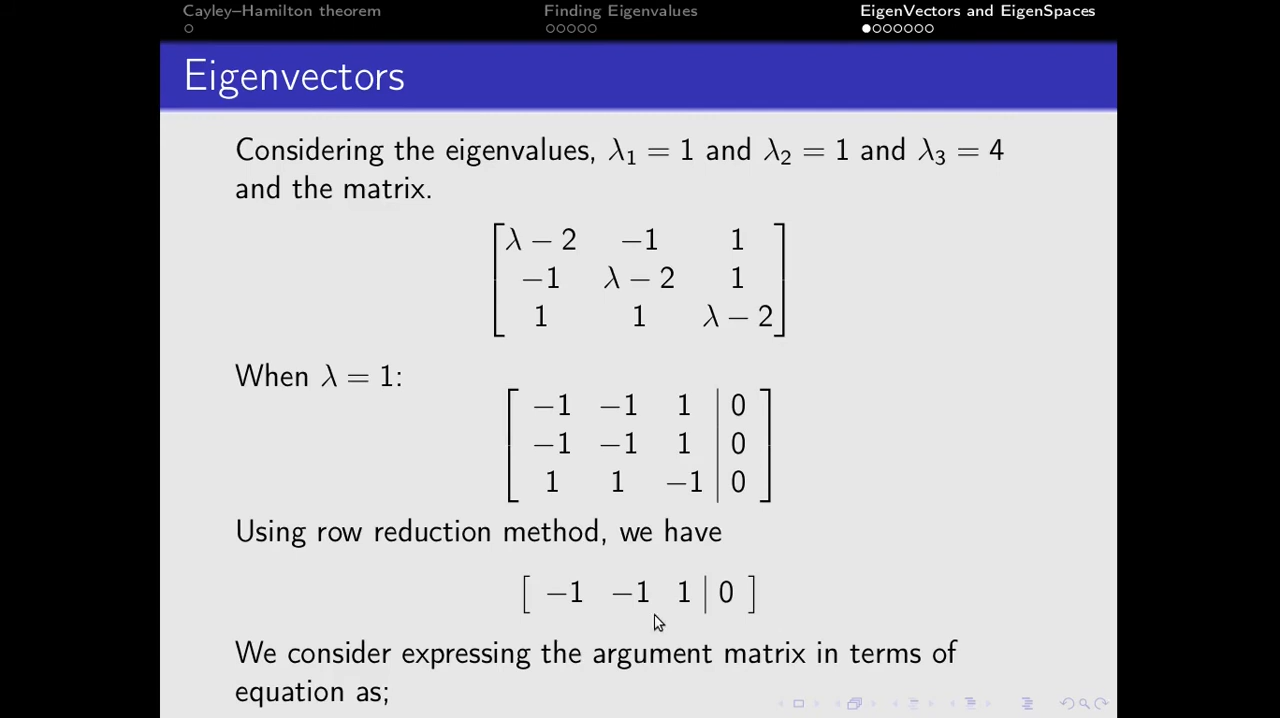 Cayley–Hamilton theorem Finding Eigenvalues EigenVectors and EigenSpaces
Eigenvectors
Considering the eigenvalues, λ₁ = 1 and λ₂ = 1 and λ₃ = 4
and the matrix.
λ − 2 −1 1
−1 λ − 2 1
1 1 λ − 2
When λ = 1:
−1 −1 1 | 0
−1 −1 1 | 0
1 1 −1 | 0
Using row reduction method, we have
[ −1 −1 1 | 0 ]
We consider expressing the argument matrix in terms of
equation as;